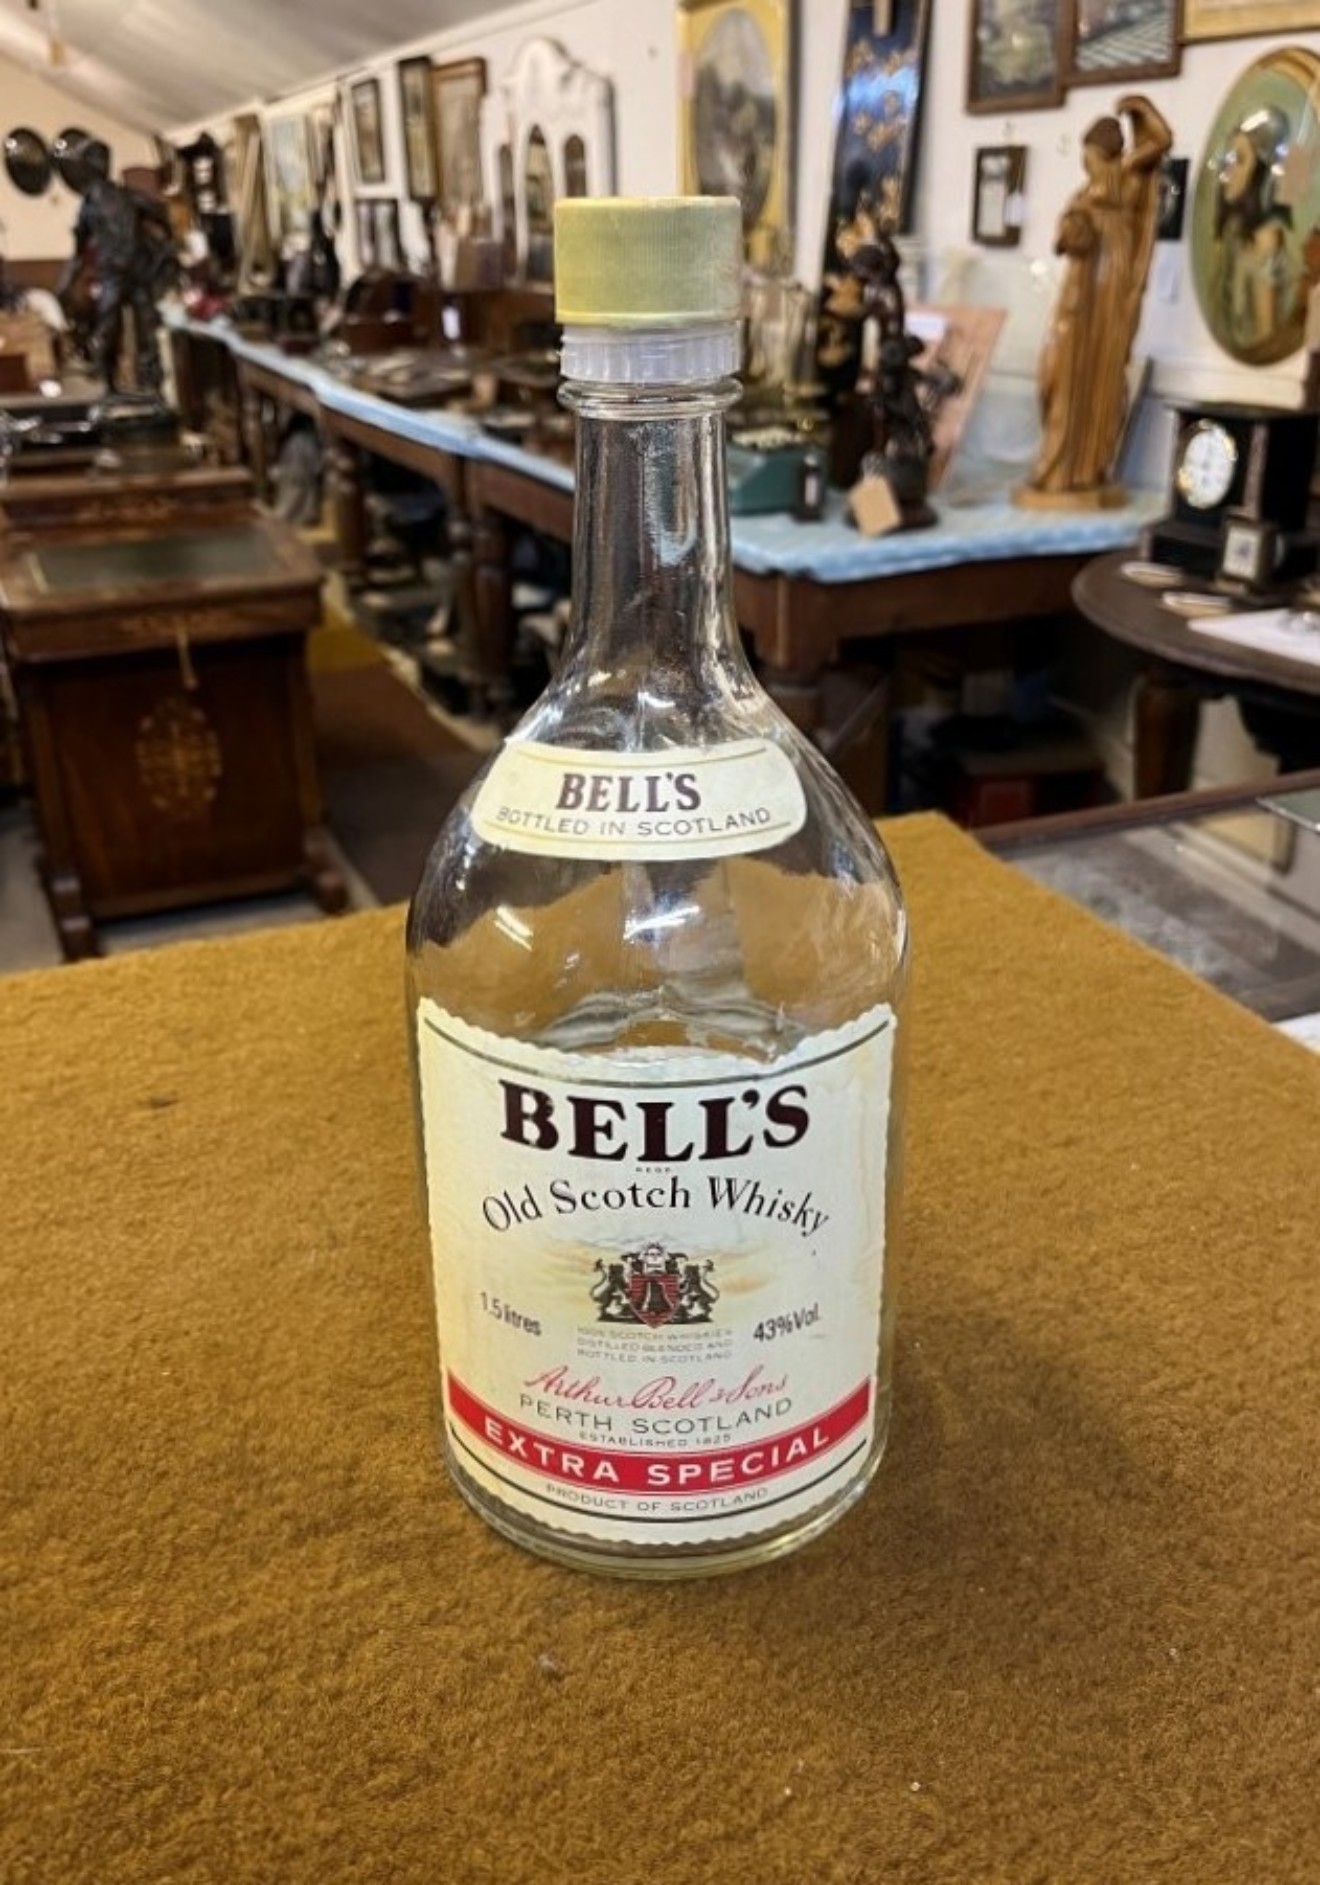 BELL'S
BOTTLED IN SCOTLAND
BELL'S
Old Scotch Whisky
1.5 litres
43%Vol.
100% SCOTCH WHISKIES
DISTILLED BLENDED AND
BOTTLED IN SCOTLAND
Arthur Bell & Sons
PERTH SCOTLAND
ESTABLISHED 1825
EXTRA SPECIAL
PRODUCT OF SCOTLAND